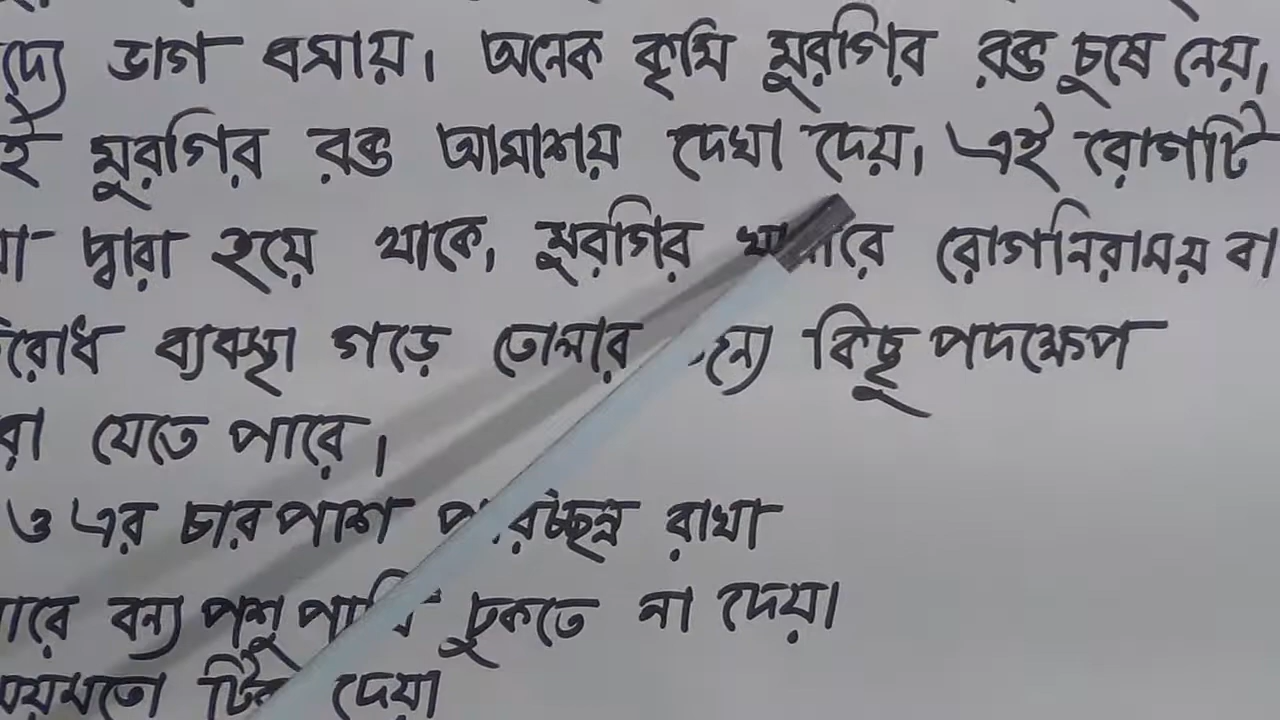 ভাগ বসায়। অনেক কৃমি মুরগির রক্ত চুষে নেয়,
মুরগির রক্ত আমাশয় দেখা দেয়, এই রোগটি
দ্বারা হয়ে থাকে, মুরগির রোগনিরাময় বা
ব্যবস্থা গড়ে তোলার কিছু পদক্ষেপ
যেতে পারে।
ও এর চারপাশ রাখা
বন্য পশু ঢুকতে না দেয়া
দেয়া